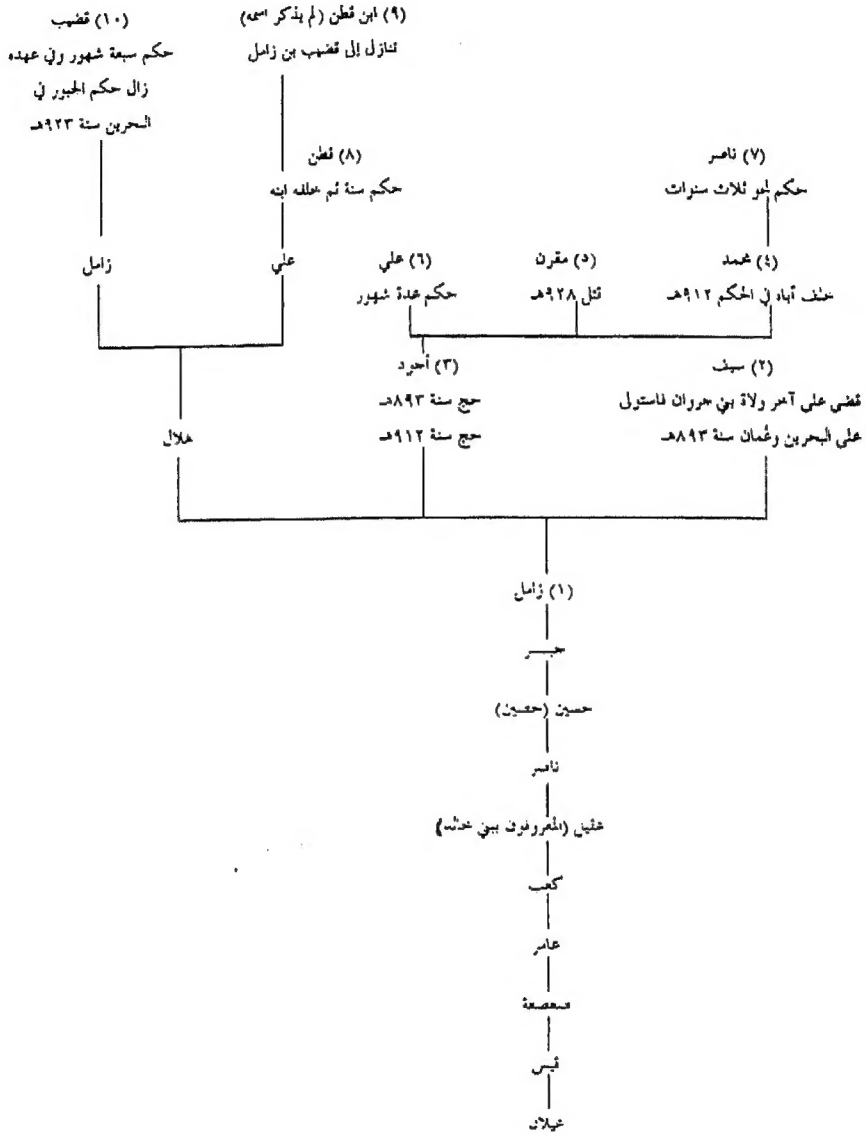 (١٠) قضيب
حكم سبعة شهور وفي عهده
زال حكم الجبور في
البحرين سنة ٩٢٣هـ
(٩) ابن قطن (لم يذكر اسمه)
تنازل إلى قضيب بن زامل
(٨) قطن
حكم سنة ثم خلفه ابنه
(٧) ناصر
حكم نحو ثلاث سنوات
زامل
علي
(٦) علي
حكم عدة شهور
(٥) مقرن
قتل ٩٢٨هـ
(٤) محمد
خلف أباه في الحكم ٩١٢هـ
هلال
(٣) أجود
حج سنة ٨٩٣هـ
حج سنة ٩١٢هـ
(٢) سيف
قضى على آخر ولاة بني جروان فاستولى
على البحرين وعُمان سنة ٨٩٣هـ
(١) زامل
جبر
حسين (حصين)
ناصر
عقيل (المعروفون ببني خالد)
كعب
عامر
صعصعة
قيس
عيلان